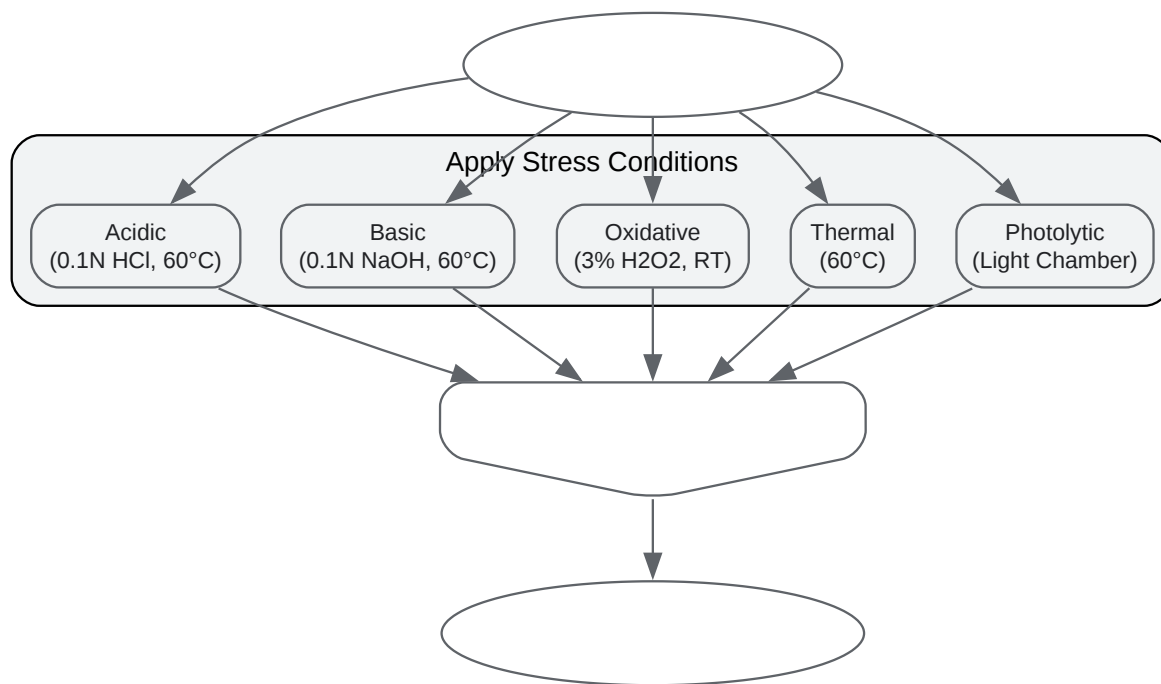 Apply Stress Conditions
Acidic
(0.1N HCl, 60°C)
Basic
(0.1N NaOH, 60°C)
Oxidative
(3% H2O2, RT)
Thermal
(60°C)
Photolytic
(Light Chamber)